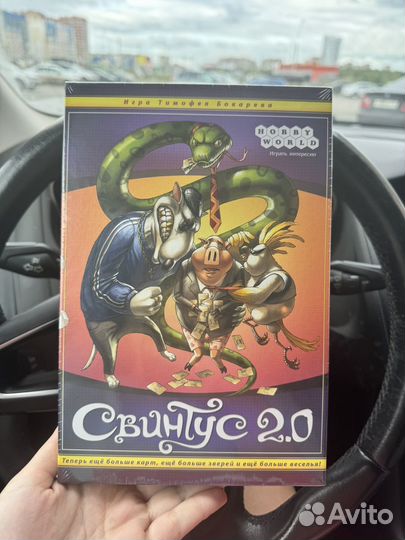 Игра Тимофея Бокарева
HOBBY
WORLD
Играть интересно
Свинтус 2.0
Теперь ещё больше карт, ещё больше зверей и ещё больше веселья!
Avito